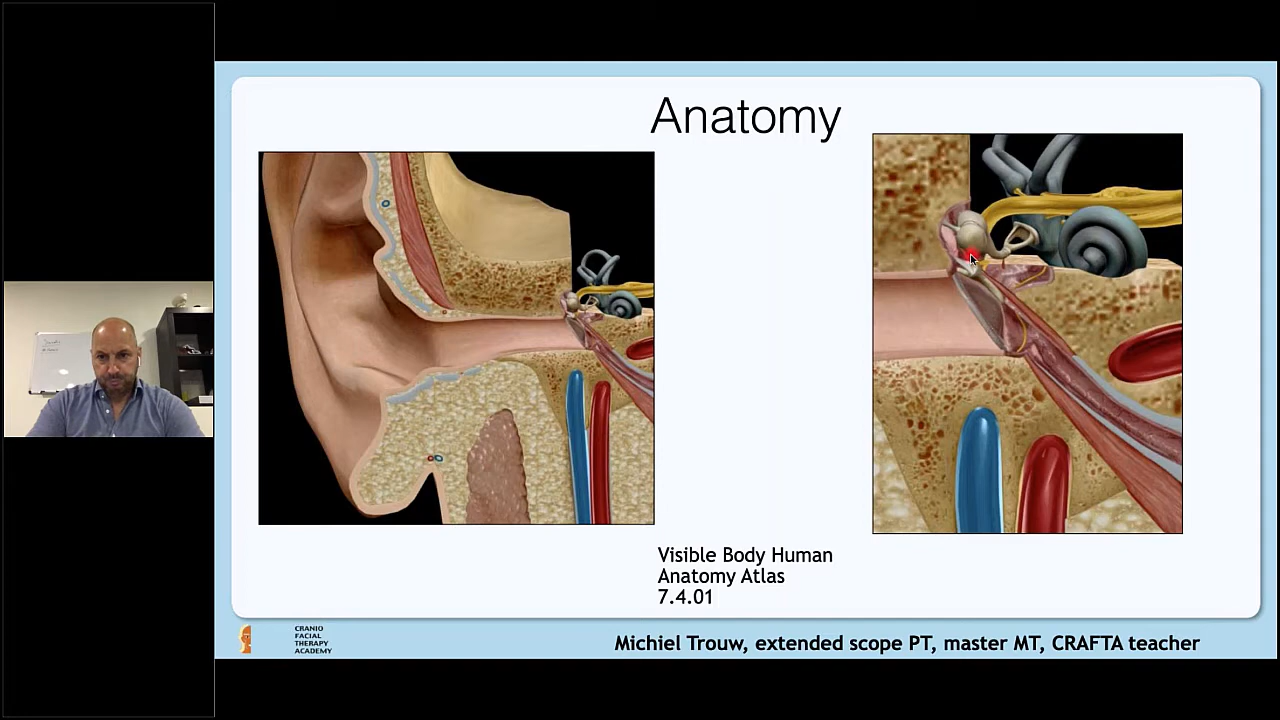 Anatomy
Visible Body Human
Anatomy Atlas
7.4.01
CRANIO
FACIAL
THERAPY
ACADEMY
Michiel Trouw, extended scope PT, master MT, CRAFTA teacher